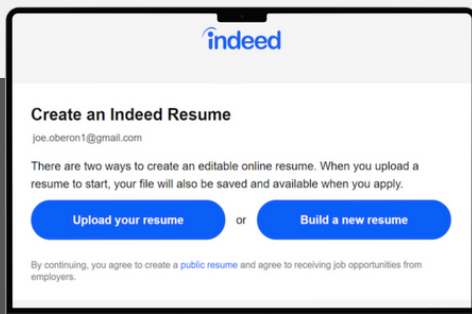 indeed
Create an Indeed Resume
joe.oberon1@gmail.com
There are two ways to create an editable online resume. When you upload a
resume to start, your file will also be saved and available when you apply.
Upload your resume or Build a new resume
By continuing, you agree to create a public resume and agree to receiving job opportunities from
employers.